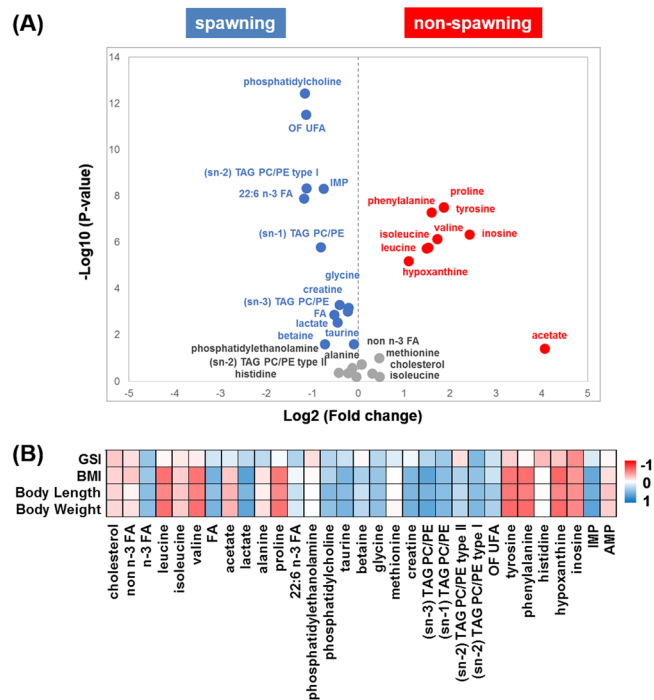 (A)
spawning
non-spawning
14
12
10
8
6
4
2
0
-Log10 (P-value)
-5
-4
-3
-2
-1
0
1
2
3
4
5
Log2 (Fold change)
phosphatidylcholine
OF UFA
(sn-2) TAG PC/PE type I
IMP
22:6 n-3 FA
(sn-1) TAG PC/PE
glycine
creatine
(sn-3) TAG PC/PE
FA
lactate
betaine
taurine
phosphatidylethanolamine
alanine
(sn-2) TAG PC/PE type II
histidine
non n-3 FA
methionine
cholesterol
isoleucine
proline
phenylalanine
tyrosine
valine
isoleucine
inosine
leucine
hypoxanthine
acetate
(B)
GSI
BMI
Body Length
Body Weight
-1
0
1
cholesterol
non n-3 FA
n-3 FA
leucine
isoleucine
valine
FA
acetate
lactate
alanine
proline
22:6 n-3 FA
phosphatidylethanolamine
phosphatidylcholine
taurine
betaine
glycine
methionine
creatine
(sn-3) TAG PC/PE
(sn-1) TAG PC/PE
(sn-2) TAG PC/PE type II
(sn-2) TAG PC/PE type I
OF UFA
tyrosine
phenylalanine
histidine
hypoxanthine
inosine
IMP
AMP